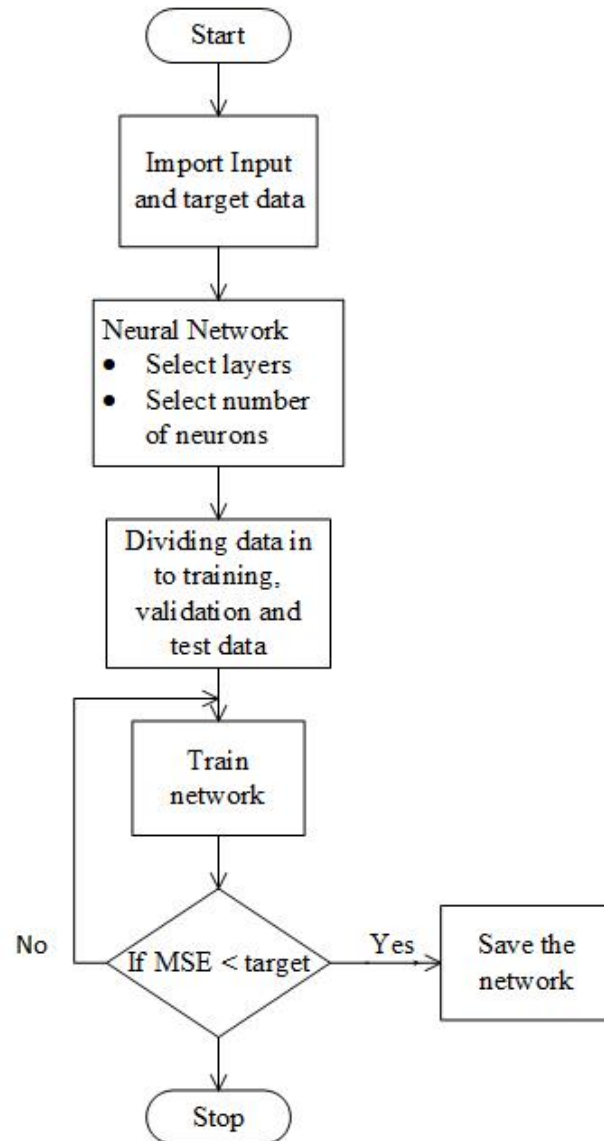 Start
Import Input
and target data
Neural Network
• Select layers
• Select number
of neurons
Dividing data in
to training,
validation and
test data
Train
network
If MSE < target
No
Yes
Save the
network
Stop